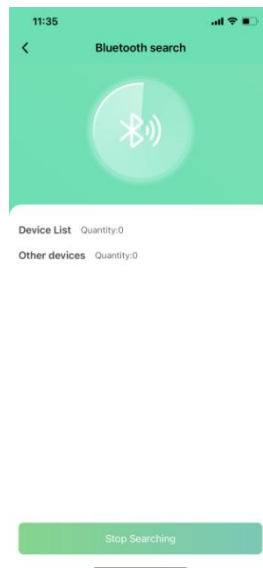 11:35
Bluetooth search
Device List Quantity:0
Other devices Quantity:0
Stop Searching